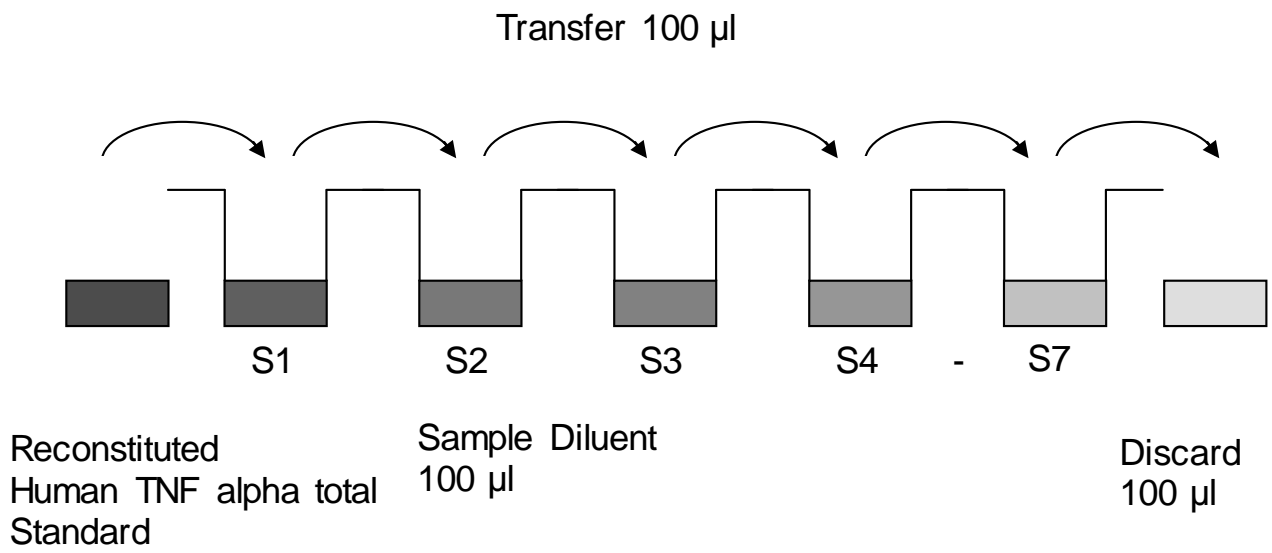 Transfer 100 µl
S1 S2 S3 S4 - S7
Reconstituted
Human TNF alpha total
Standard
Sample Diluent
100 µl
Discard
100 µl